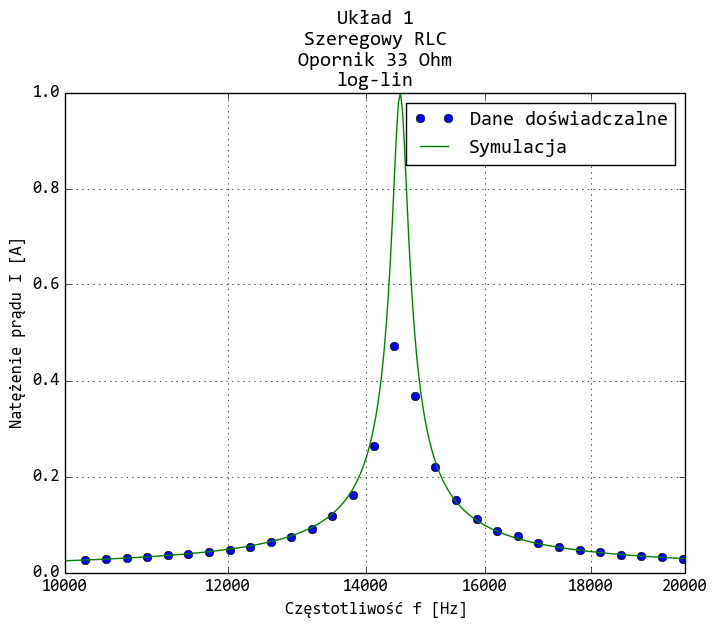 Układ 1
Szeregowy RLC
Opornik 33 Ohm
log-lin
1.0
0.8
0.6
0.4
0.2
0.0
Natężenie prądu I [A]
Dane doświadczalne
Symulacja
10000 12000 14000 16000 18000 20000
Częstotliwość f [Hz]